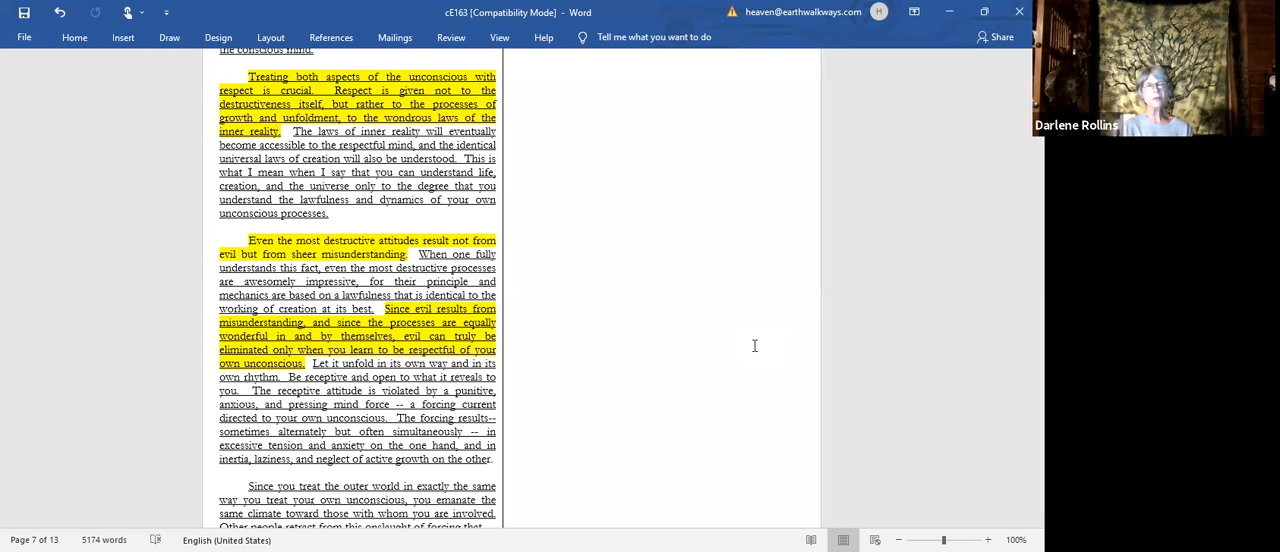 cE163 [Compatibility Mode] - Word
heaven@earthwalkways.com
H
File Home Insert Draw Design Layout References Mailings Review View Help Tell me what you want to do Share
the conscious mind.
Treating both aspects of the unconscious with
respect is crucial. Respect is given not to the
destructiveness itself, but rather to the processes of
growth and unfoldment, to the wondrous laws of the
inner reality. The laws of inner reality will eventually
become accessible to the respectful mind, and the identical
universal laws of creation will also be understood. This is
what I mean when I say that you can understand life,
creation, and the universe only to the degree that you
understand the lawfulness and dynamics of your own
unconscious processes.
Even the most destructive attitudes result not from
evil but from sheer misunderstanding. When one fully
understands this fact, even the most destructive processes
are awesomely impressive, for their principle and
mechanics are based on a lawfulness that is identical to the
working of creation at its best. Since evil results from
misunderstanding, and since the processes are equally
wonderful in and by themselves, evil can truly be
eliminated only when you learn to be respectful of your
own unconscious. Let it unfold in its own way and in its
own rhythm. Be receptive and open to what it reveals to
you. The receptive attitude is violated by a punitive,
anxious, and pressing mind force -- a forcing current
directed to your own unconscious. The forcing results--
sometimes alternately but often simultaneously -- in
excessive tension and anxiety on the one hand, and in
inertia, laziness, and neglect of active growth on the other.
Since you treat the outer world in exactly the same
way you treat your own unconscious, you emanate the
same climate toward those with whom you are involved.
Other people retract from this onslaught of forcing that
Darlene Rollins
Page 7 of 13 5174 words English (United States) 100%